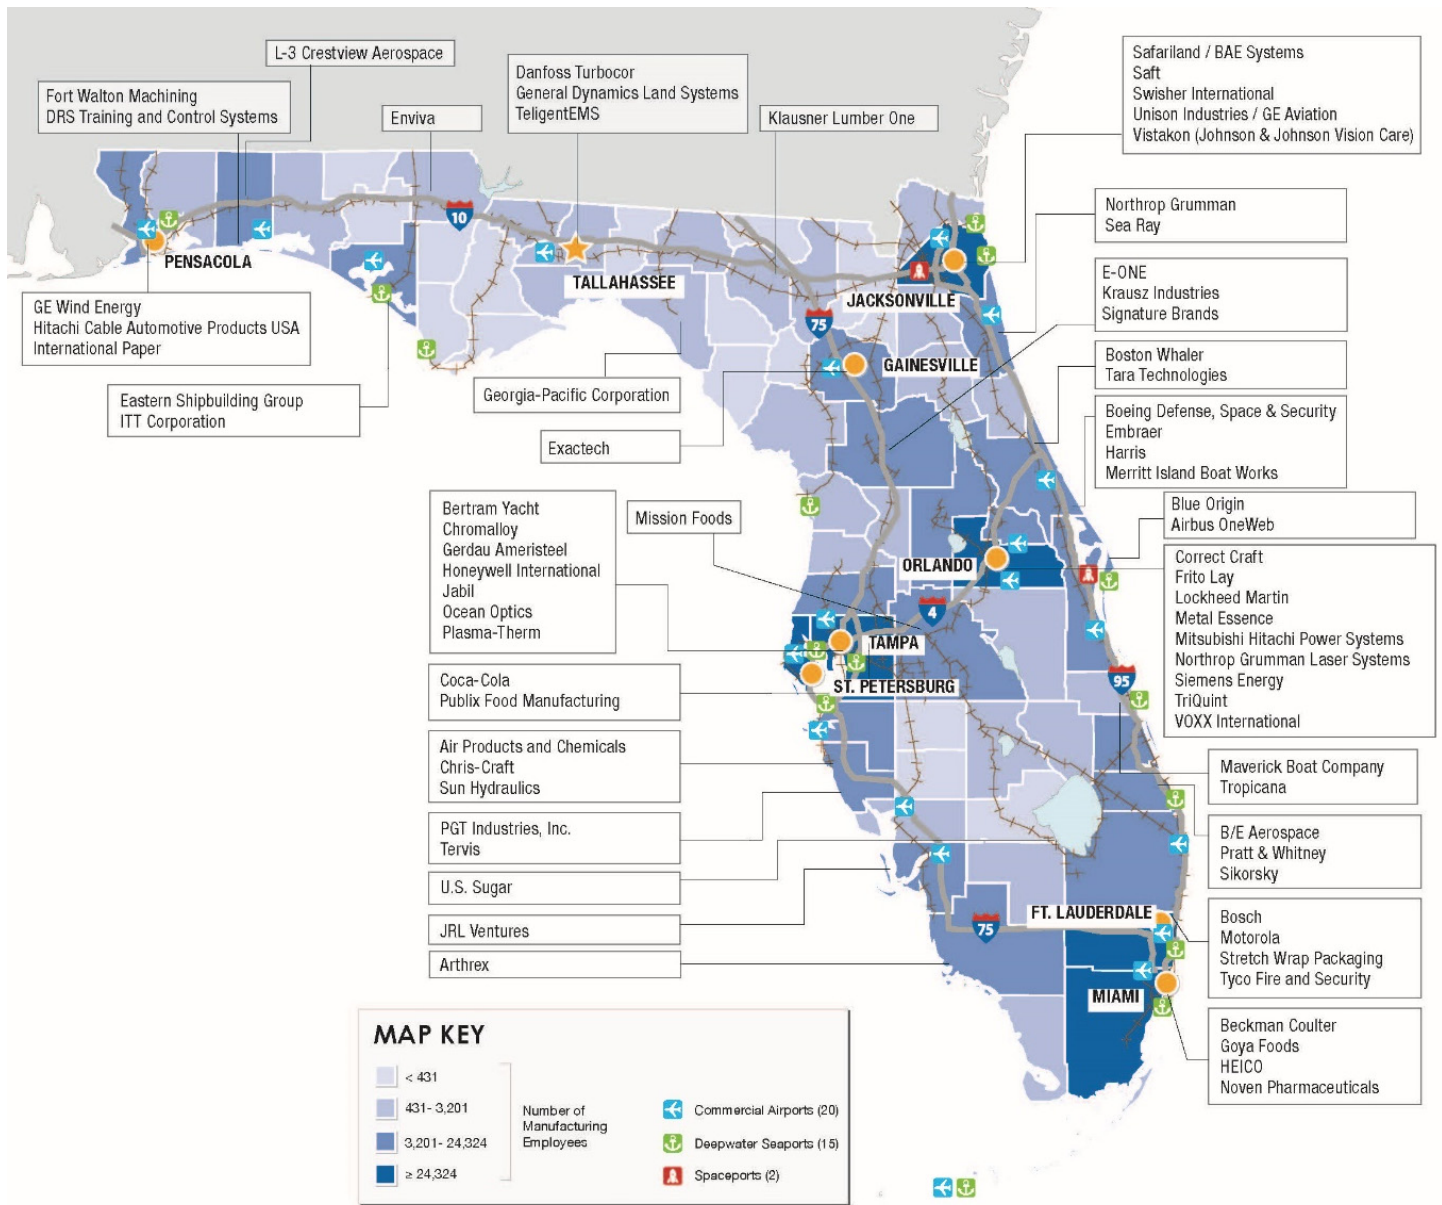 L-3 Crestview Aerospace
Fort Walton Machining
DRS Training and Control Systems
Enviva
Danfoss Turbocor
General Dynamics Land Systems
TeligentEMS
Klausner Lumber One
Safariland / BAE Systems
Saft
Swisher International
Unison Industries / GE Aviation
Vistakon (Johnson & Johnson Vision Care)
Northrop Grumman
Sea Ray
E-ONE
Krausz Industries
Signature Brands
Boston Whaler
Tara Technologies
Boeing Defense, Space & Security
Embraer
Harris
Merritt Island Boat Works
Blue Origin
Airbus OneWeb
Correct Craft
Frito Lay
Lockheed Martin
Metal Essence
Mitsubishi Hitachi Power Systems
Northrop Grumman Laser Systems
Siemens Energy
TriQuint
VOXX International
Maverick Boat Company
Tropicana
B/E Aerospace
Pratt & Whitney
Sikorsky
Bosch
Motorola
Stretch Wrap Packaging
Tyco Fire and Security
Beckman Coulter
Goya Foods
HEICO
Noven Pharmaceuticals
GE Wind Energy
Hitachi Cable Automotive Products USA
International Paper
Eastern Shipbuilding Group
ITT Corporation
Georgia-Pacific Corporation
Exactech
Mission Foods
Bertram Yacht
Chromalloy
Gerdau Ameristeel
Honeywell International
Jabil
Ocean Optics
Plasma-Therm
Coca-Cola
Publix Food Manufacturing
Air Products and Chemicals
Chris-Craft
Sun Hydraulics
PGT Industries, Inc.
Tervis
U.S. Sugar
JRL Ventures
Arthrex
10
PENSACOLA
TALLAHASSEE
JACKSONVILLE
75
GAINESVILLE
ORLANDO
4
TAMPA
ST. PETERSBURG
95
FT. LAUDERDALE
75
MIAMI
MAP KEY
< 431
431- 3,201
3,201- 24,324
≥ 24,324
Number of
Manufacturing
Employees
Commercial Airports (20)
Deepwater Seaports (15)
Spaceports (2)